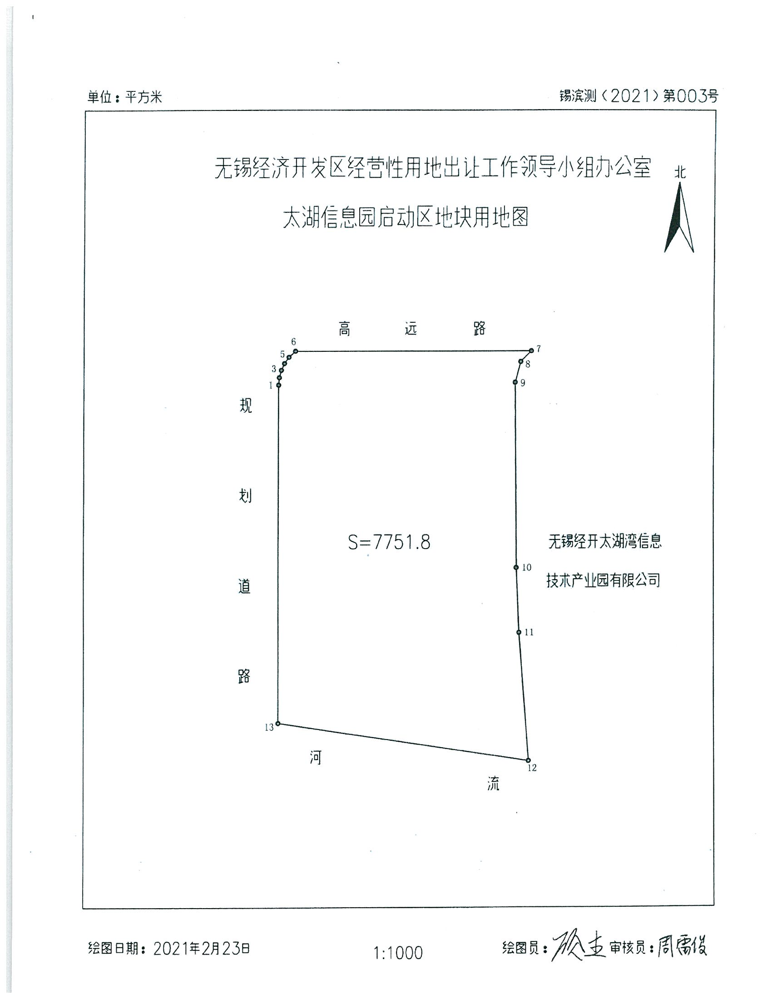 单位：平方米
锡滨测（2021）第003号
无锡经济开发区经营性用地出让工作领导小组办公室
北
太湖信息园启动区地块用地图
高远路
6
7
5
8
3
1
9
规划道路
S=7751.8
无锡经开太湖湾信息
技术产业园有限公司
10
11
13
12
河流
绘图日期：2021年2月23日
1:1000
绘图员：
审核员：周